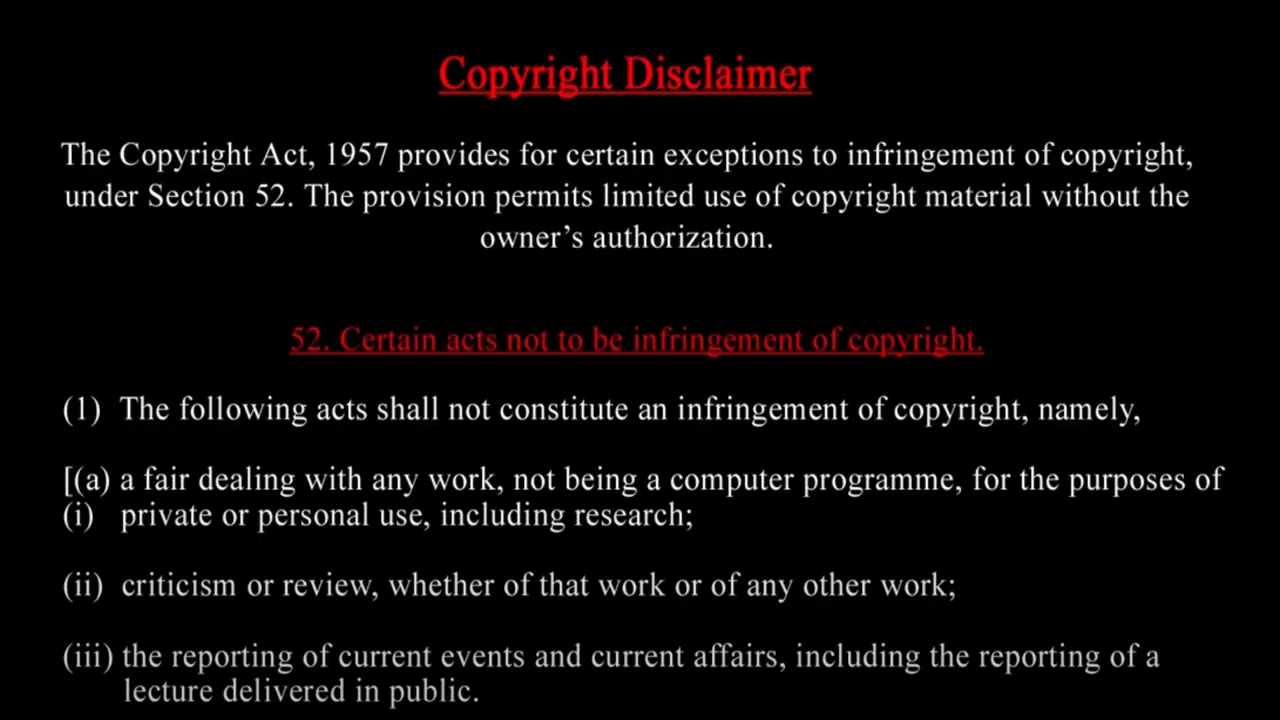 Copyright Disclaimer
The Copyright Act, 1957 provides for certain exceptions to infringement of copyright,
under Section 52. The provision permits limited use of copyright material without the
owner’s authorization.
52. Certain acts not to be infringement of copyright.
(1) The following acts shall not constitute an infringement of copyright, namely,
[(a) a fair dealing with any work, not being a computer programme, for the purposes of
(i) private or personal use, including research;
(ii) criticism or review, whether of that work or of any other work;
(iii) the reporting of current events and current affairs, including the reporting of a
lecture delivered in public.